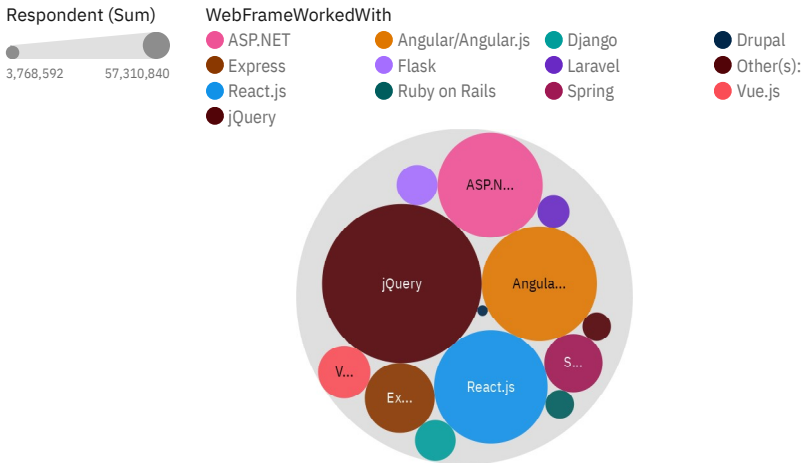 Respondent (Sum)
3,768,592 57,310,840
WebFrameWorkedWith
ASP.NET Angular/Angular.js Django Drupal
Express Flask Laravel Other(s):
React.js Ruby on Rails Spring Vue.js
jQuery
ASP.N...
jQuery
Angula...
S...
V...
React.js
Ex...